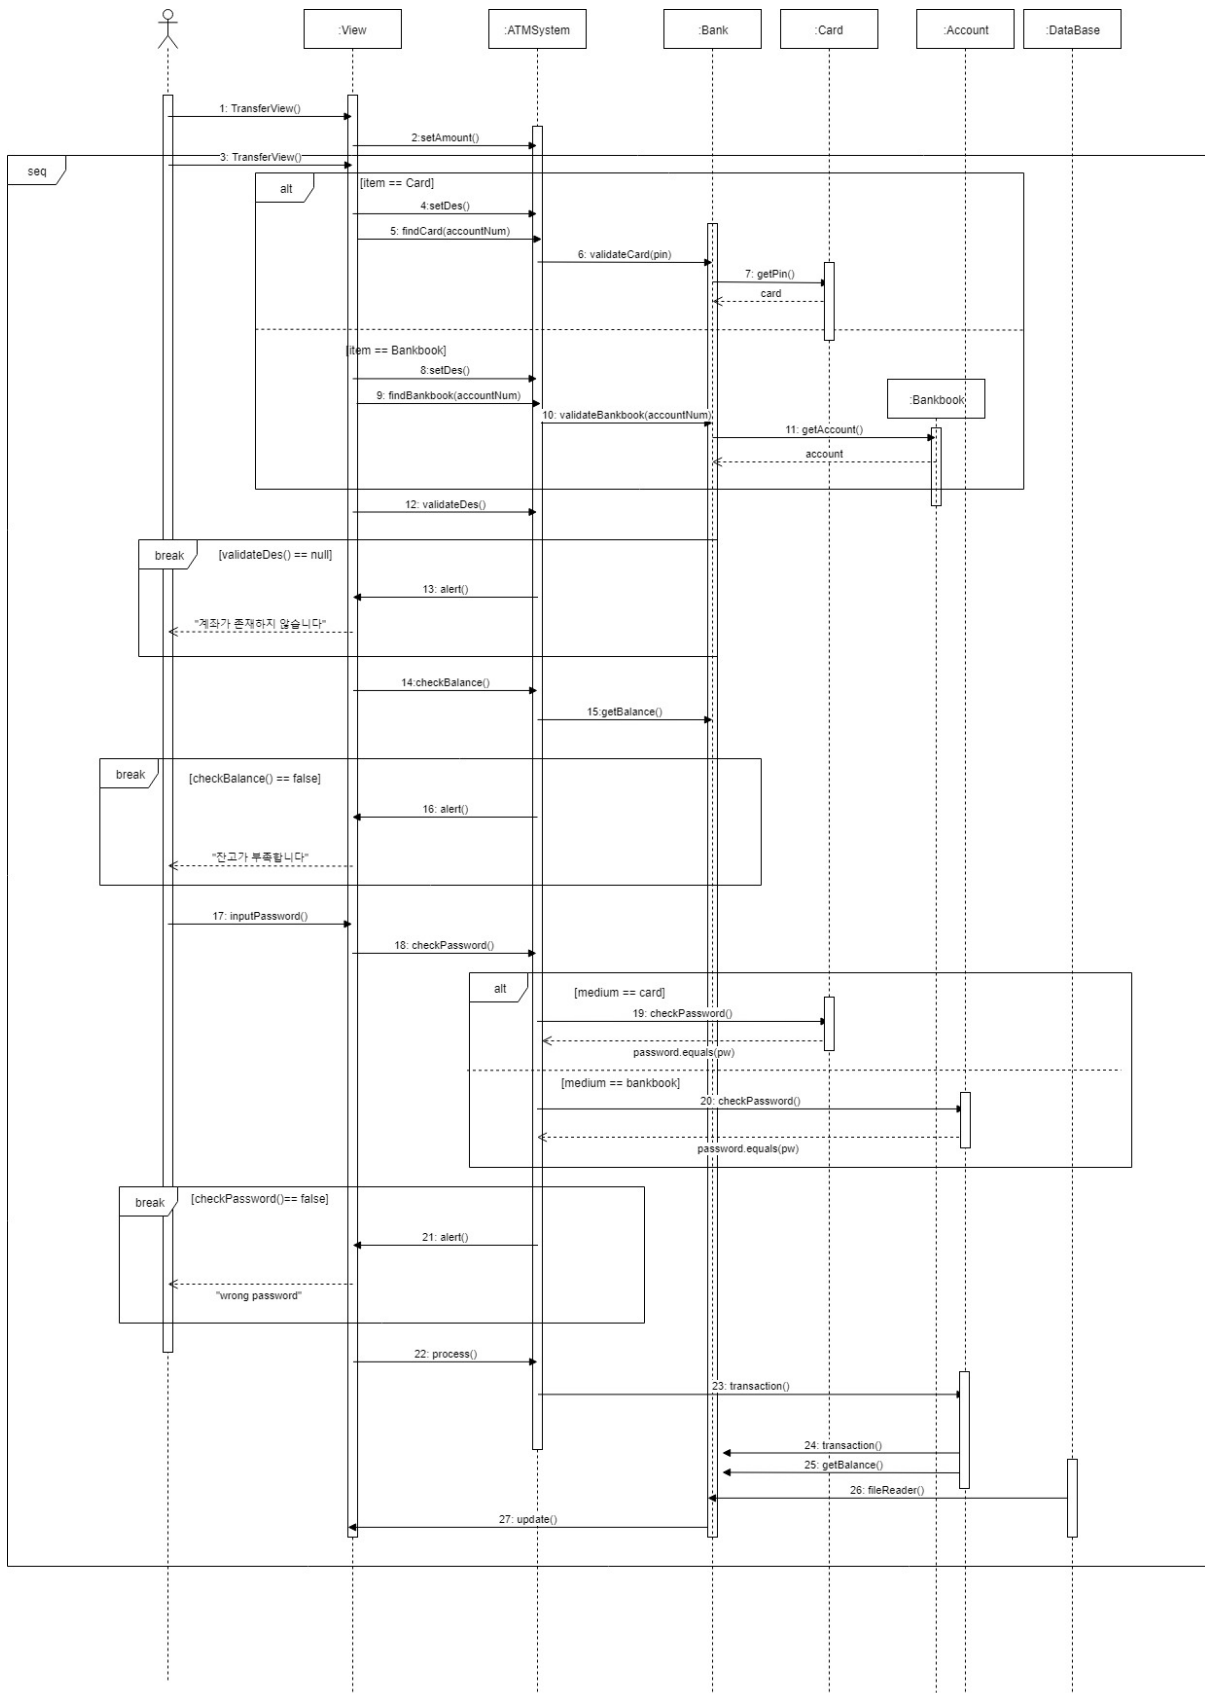 :View
:ATMSystem
:Bank
:Card
:Account
:DataBase
1: TransferView()
2:setAmount()
3: TransferView()
seq
alt
[item == Card]
4:setDes()
5: findCard(accountNum)
6: validateCard(pin)
7: getPin()
card
[item == Bankbook]
8:setDes()
9: findBankbook(accountNum)
:Bankbook
10: validateBankbook(accountNum)
11: getAccount()
account
12: validateDes()
break
[validateDes() == null]
13: alert()
"계좌가 존재하지 않습니다"
14:checkBalance()
15:getBalance()
break
[checkBalance() == false]
16: alert()
"잔고가 부족합니다"
17: inputPassword()
18: checkPassword()
alt
[medium == card]
19: checkPassword()
password.equals(pw)
[medium == bankbook]
20: checkPassword()
password.equals(pw)
break
[checkPassword()== false]
21: alert()
"wrong password"
22: process()
23: transaction()
24: transaction()
25: getBalance()
26: fileReader()
27: update()